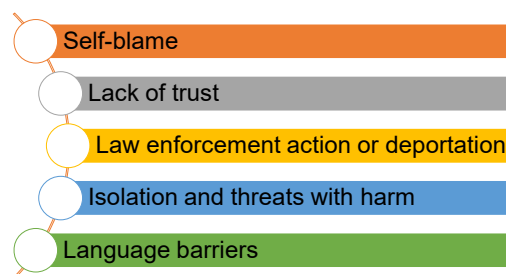 Self-blame
Lack of trust
Law enforcement action or deportation
Isolation and threats with harm
Language barriers